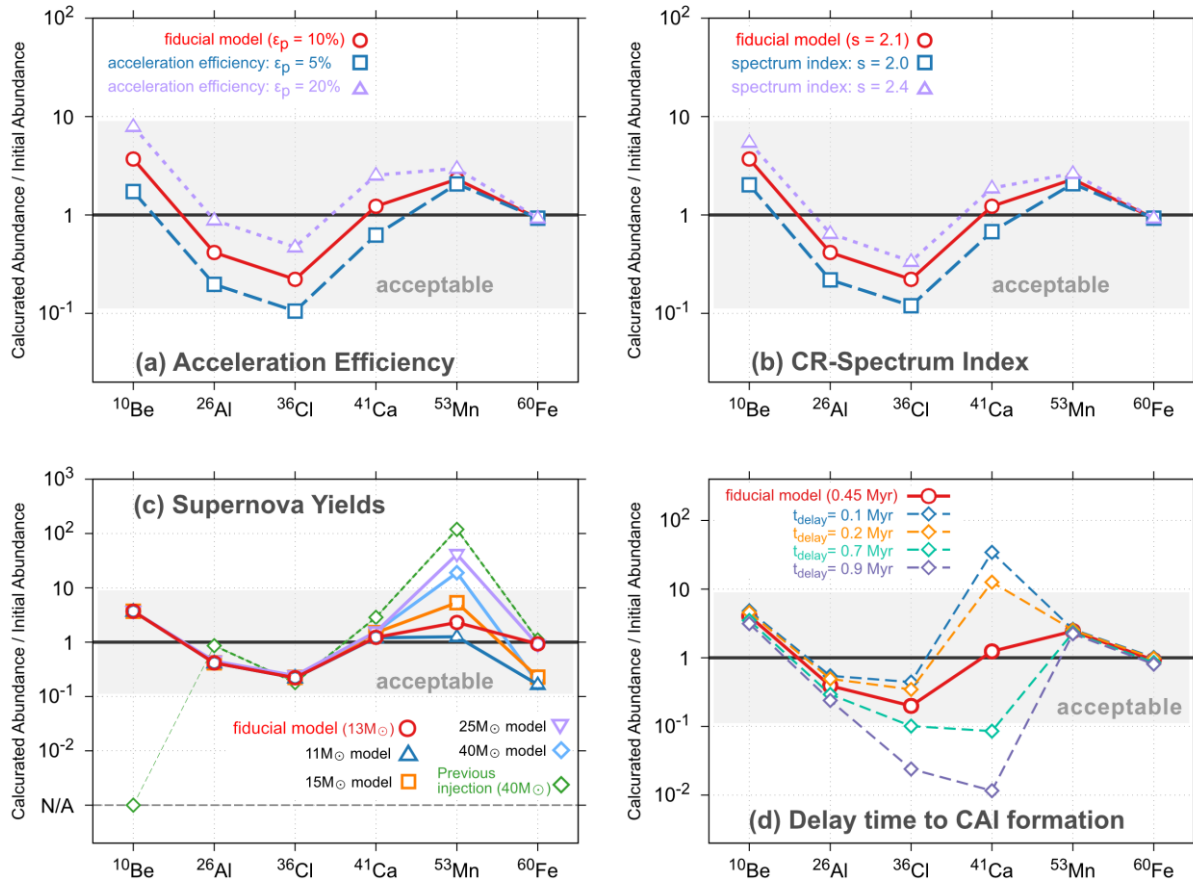 Calcurated Abundance / Initial Abundance
10²
10
1
10⁻¹
fiducial model (εp = 10%)
acceleration efficiency: εp = 5%
acceleration efficiency: εp = 20%
acceptable
(a) Acceleration Efficiency
¹⁰Be ²⁶Al ³⁶Cl ⁴¹Ca ⁵³Mn ⁶⁰Fe
Calcurated Abundance / Initial Abundance
10²
10
1
10⁻¹
fiducial model (s = 2.1)
spectrum index: s = 2.0
spectrum index: s = 2.4
acceptable
(b) CR-Spectrum Index
¹⁰Be ²⁶Al ³⁶Cl ⁴¹Ca ⁵³Mn ⁶⁰Fe
Calcurated Abundance / Initial Abundance
10³
10²
10
1
10⁻¹
10⁻²
N/A
(c) Supernova Yields
acceptable
fiducial model (13M☉)
11M☉ model
15M☉ model
25M☉ model
40M☉ model
Previous
injection (40M☉)
¹⁰Be ²⁶Al ³⁶Cl ⁴¹Ca ⁵³Mn ⁶⁰Fe
Calcurated Abundance / Initial Abundance
10²
10
1
10⁻¹
10⁻²
fiducial model (0.45 Myr)
tdelay= 0.1 Myr
tdelay= 0.2 Myr
tdelay= 0.7 Myr
tdelay= 0.9 Myr
acceptable
(d) Delay time to CAI formation
¹⁰Be ²⁶Al ³⁶Cl ⁴¹Ca ⁵³Mn ⁶⁰Fe